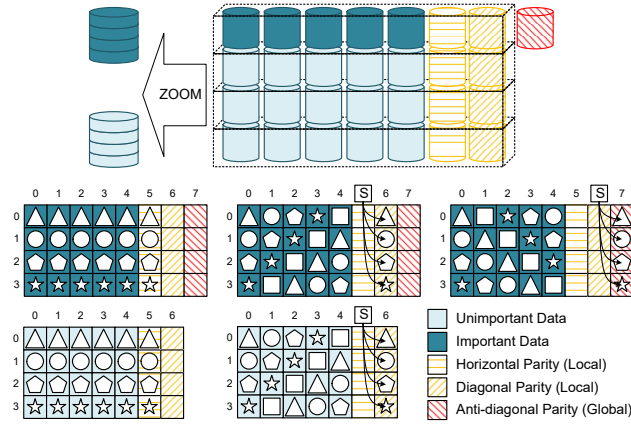 ZOOM
S S
0 1 2 3 4 5 6 7 0 1 2 3 4 6 7 0 1 2 3 4 5 6 7
0
1
2
3
0
1
2
3
0
1
2
3
S
0 1 2 3 4 5 6 0 1 2 3 4 6
0
1
2
3
0
1
2
3
Unimportant Data
Important Data
Horizontal Parity (Local)
Diagonal Parity (Local)
Anti-diagonal Parity (Global)